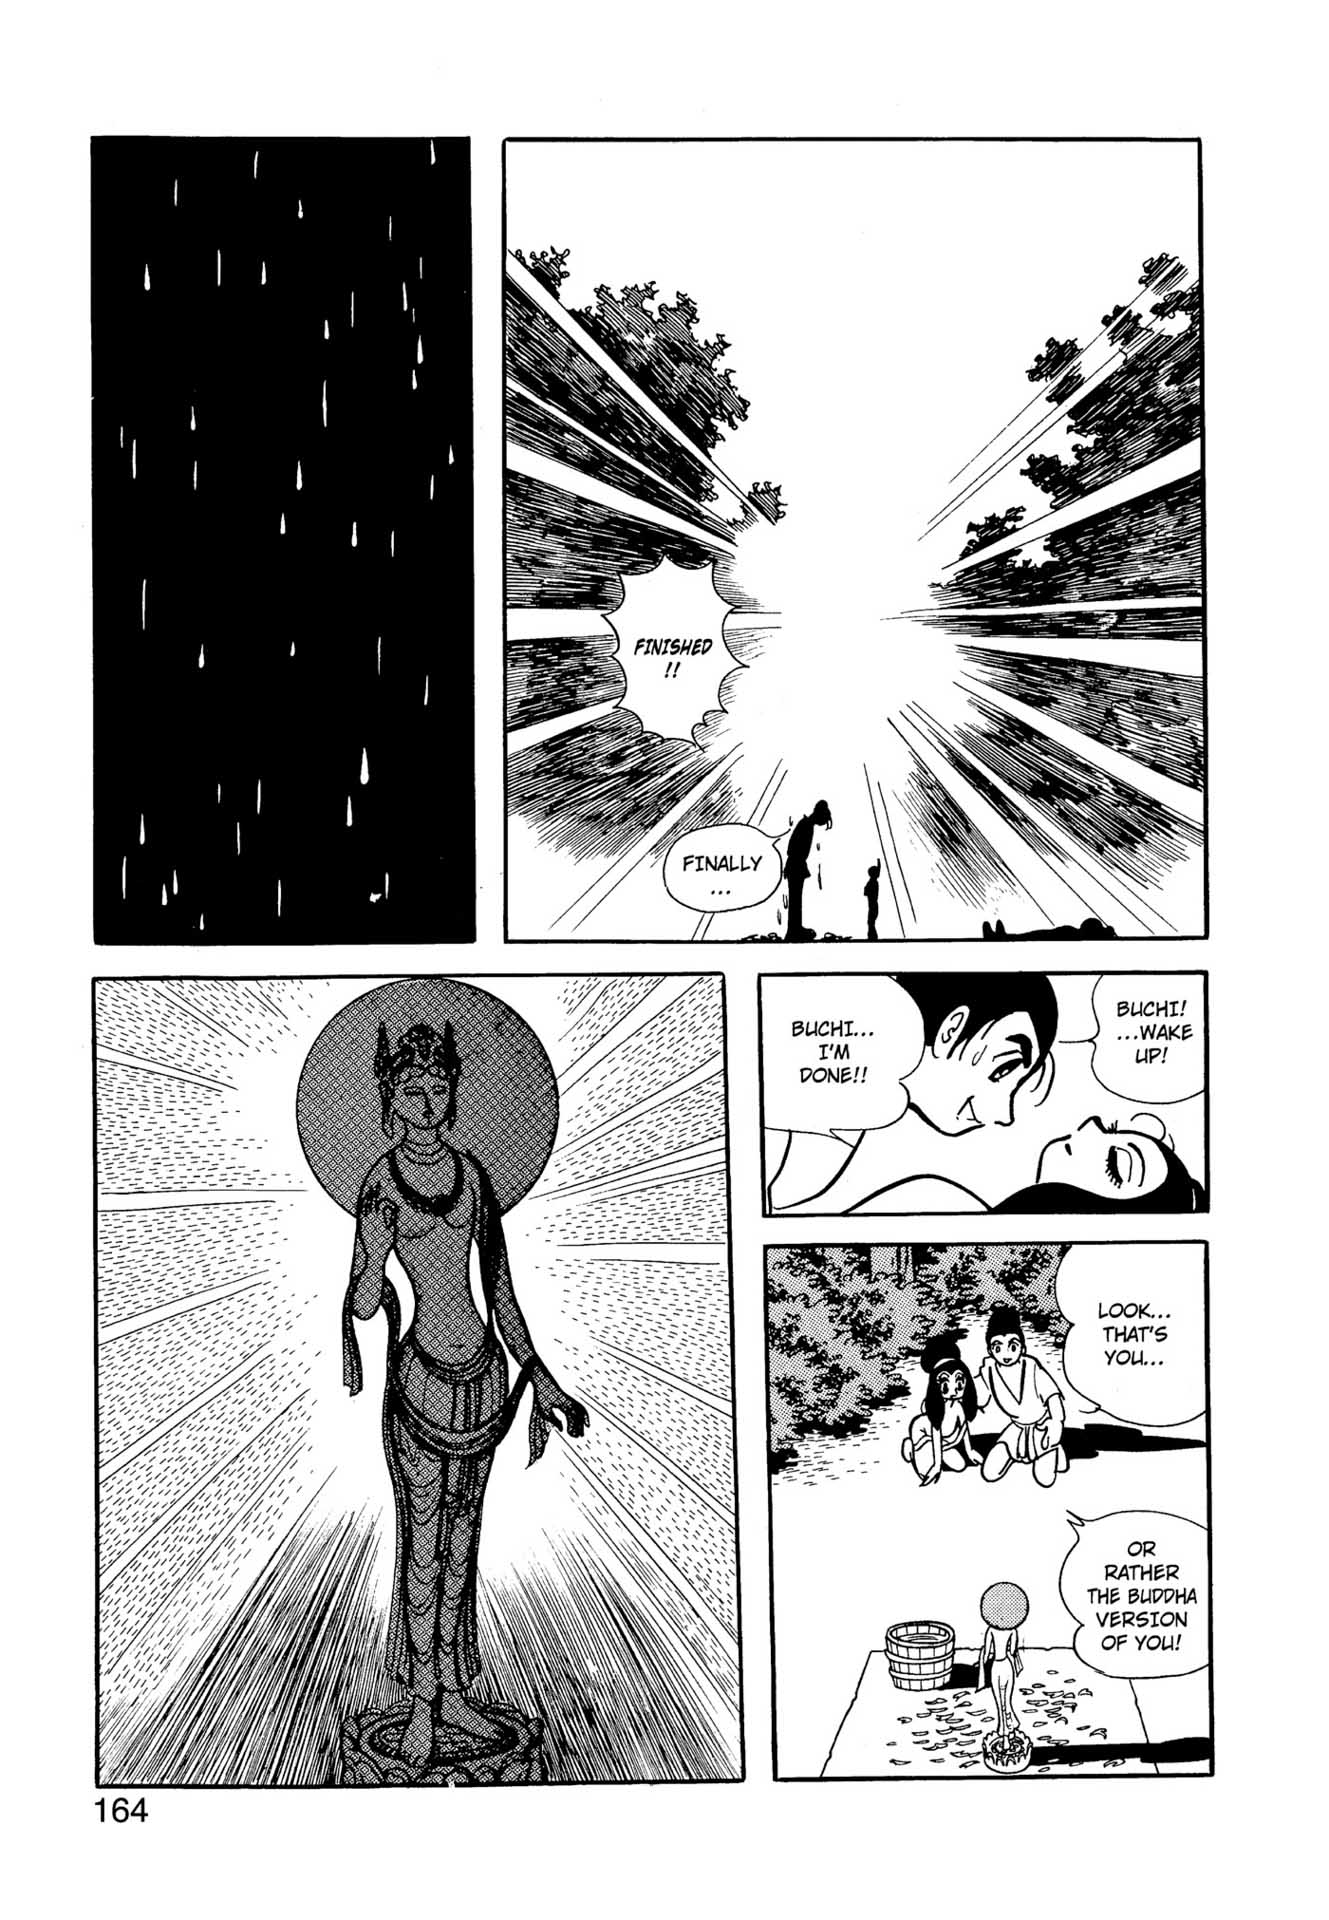 FINISHED
!!
FINALLY
...
BUCHI!
...WAKE
UP!
BUCHI...
I'M
DONE!!
LOOK...
THAT'S
YOU...
OR
RATHER
THE BUDDHA
VERSION
OF YOU!
164